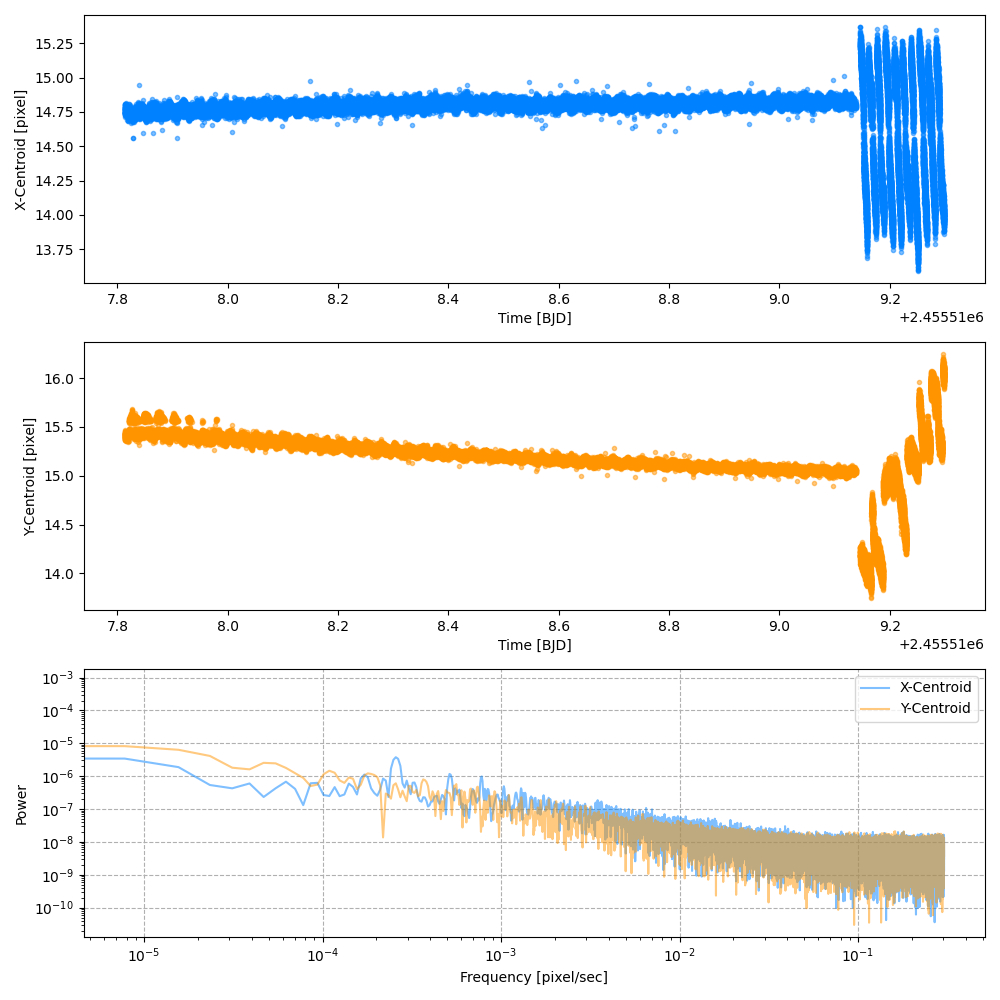 15.25
15.00
14.75
14.50
14.25
14.00
13.75
X-Centroid [pixel]
7.8 8.0 8.2 8.4 8.6 8.8 9.0 9.2
+2.45551e6
Time [BJD]
16.0
15.5
15.0
14.5
14.0
Y-Centroid [pixel]
7.8 8.0 8.2 8.4 8.6 8.8 9.0 9.2
+2.45551e6
Time [BJD]
10⁻³
10⁻⁴
10⁻⁵
10⁻⁶
10⁻⁷
10⁻⁸
10⁻⁹
10⁻¹⁰
Power
X-Centroid
Y-Centroid
10⁻⁵ 10⁻⁴ 10⁻³ 10⁻² 10⁻¹
Frequency [pixel/sec]